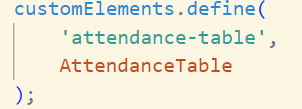 customElements.define(
    'attendance-table',
    AttendanceTable
);